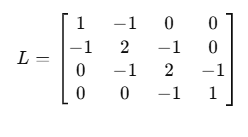 L = 
1 −1 0 0
−1 2 −1 0
0 −1 2 −1
0 0 −1 1